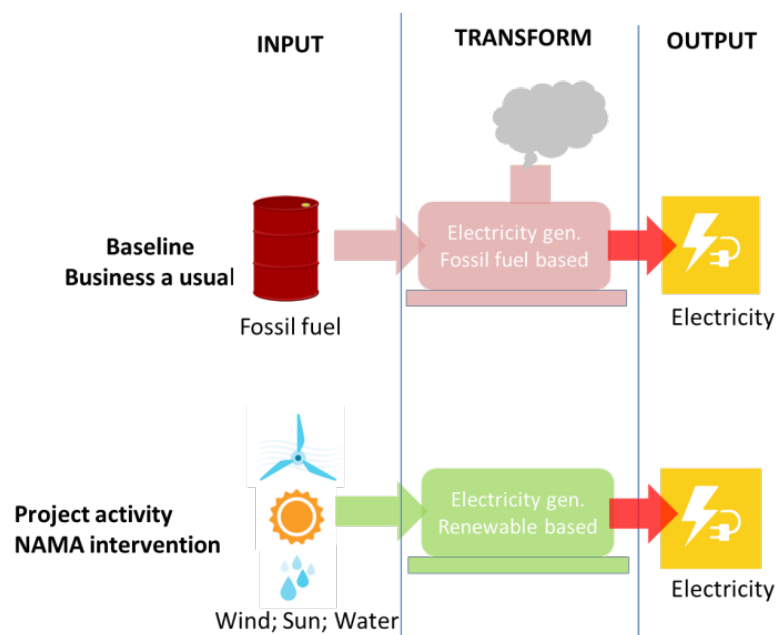 INPUT
TRANSFORM
OUTPUT
Baseline
Business a usual
Fossil fuel
Electricity gen.
Fossil fuel based
Electricity
Project activity
NAMA intervention
Wind; Sun; Water
Electricity gen.
Renewable based
Electricity